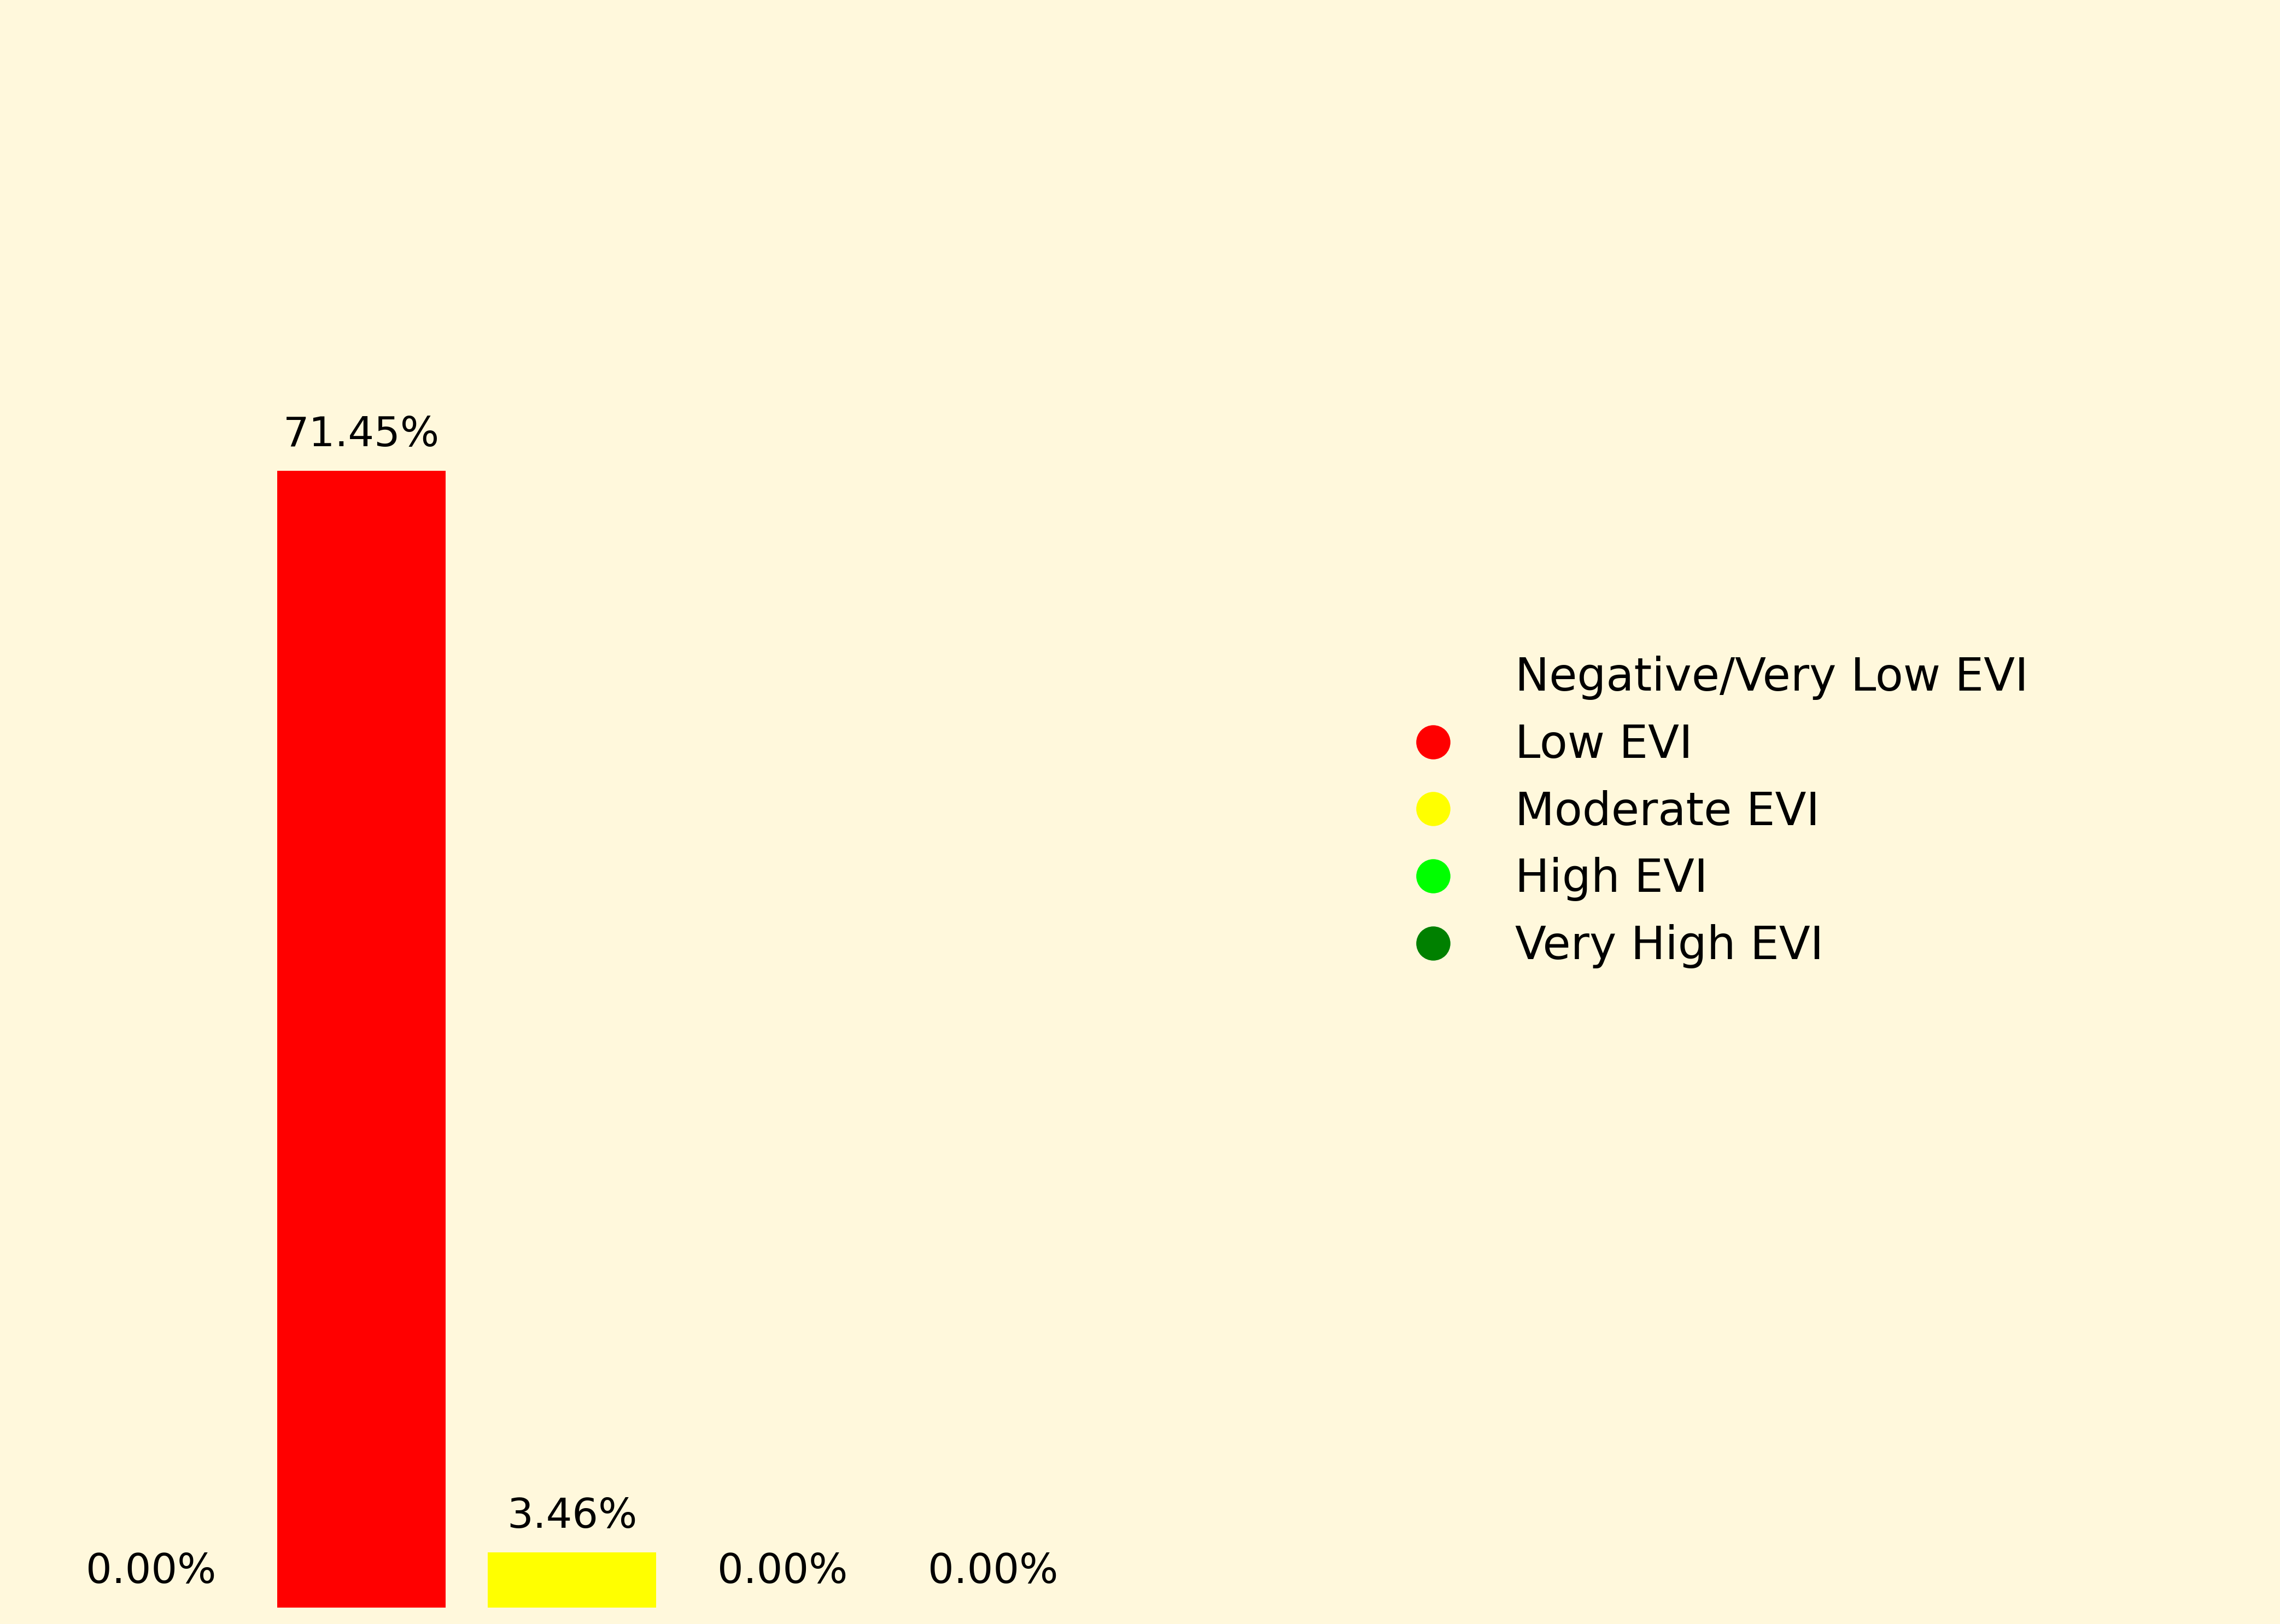 71.45%
3.46%
0.00%
0.00%
0.00%
Negative/Very Low EVI
Low EVI
Moderate EVI
High EVI
Very High EVI